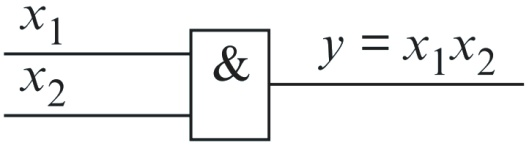 x₁
x₂
&
y = x₁x₂